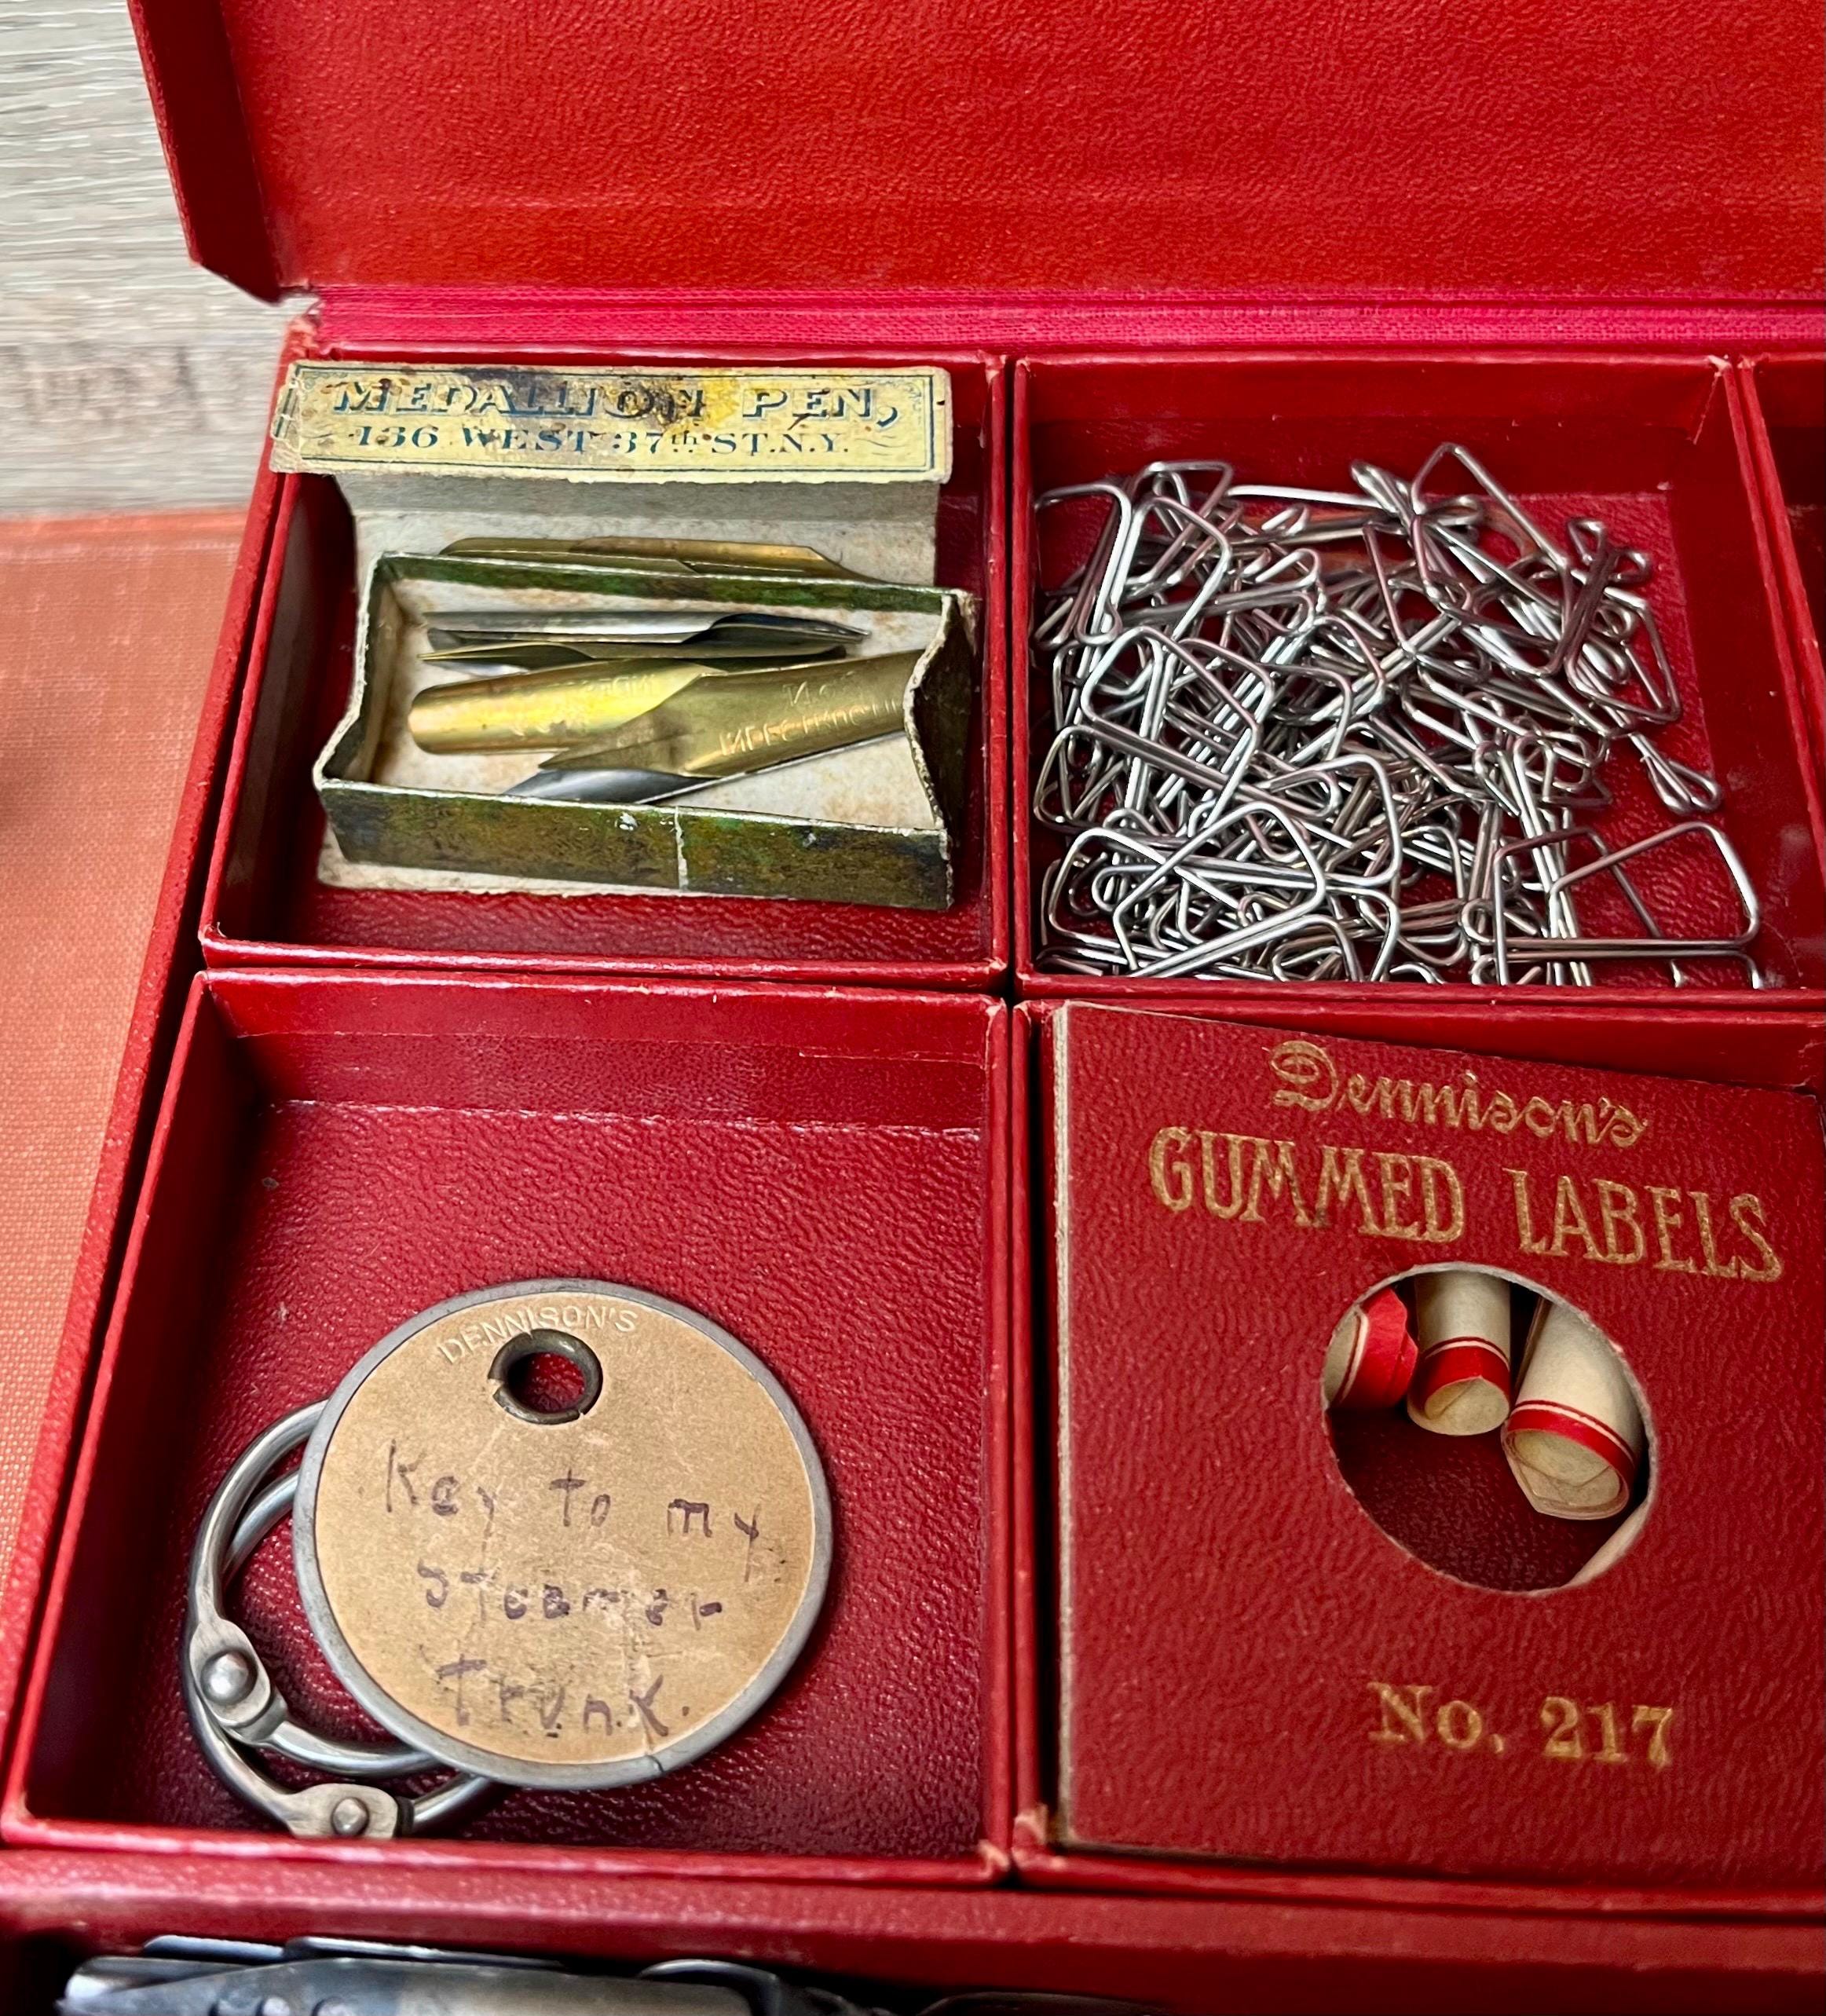 MEDALLION PEN,
136 WEST 37th ST. N.Y.
Dennison's
GUMMED LABELS
No. 217
DENNISON'S
Key to my
steamer
Trunk.